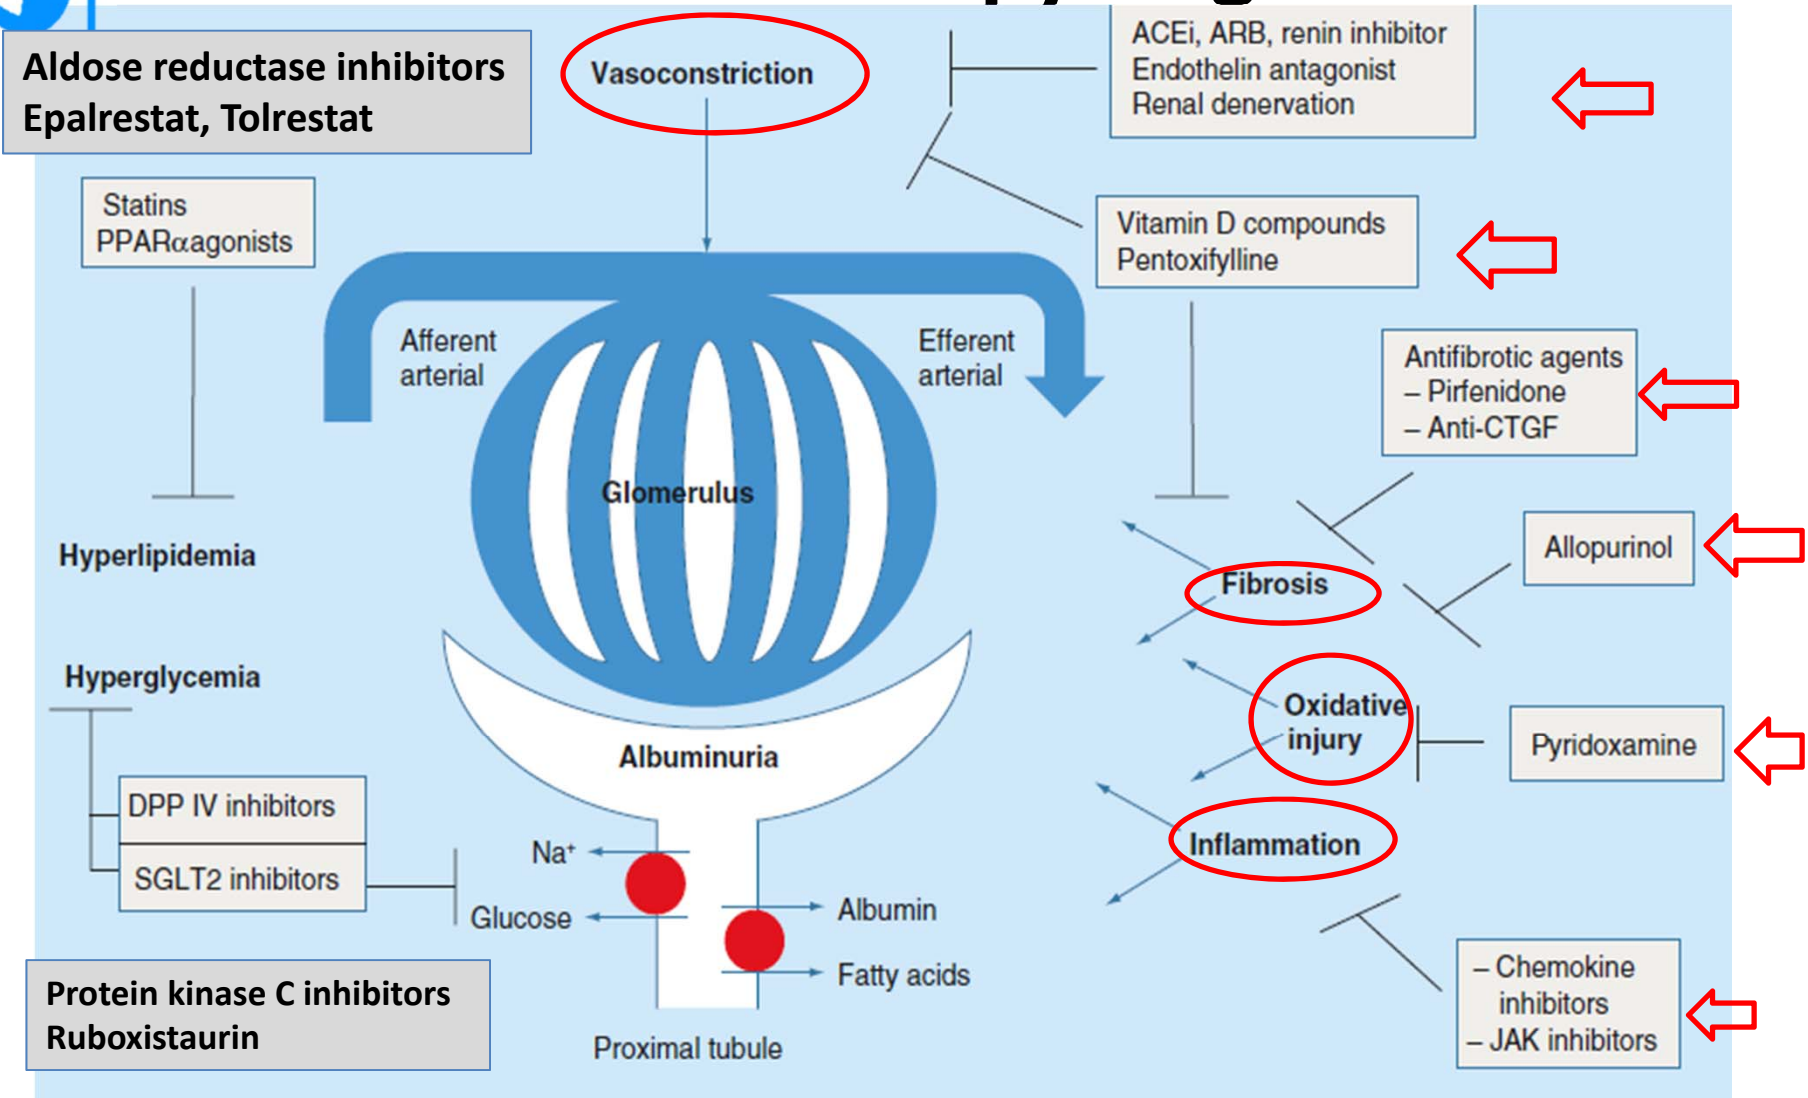 Aldose reductase inhibitors
Epalrestat, Tolrestat
Vasoconstriction
ACEi, ARB, renin inhibitor
Endothelin antagonist
Renal denervation
Statins
PPARαagonists
Vitamin D compounds
Pentoxifylline
Afferent
arterial
Efferent
arterial
Antifibrotic agents
– Pirfenidone
– Anti-CTGF
Glomerulus
Allopurinol
Hyperlipidemia
Fibrosis
Hyperglycemia
Oxidative
injury
Pyridoxamine
Albuminuria
DPP IV inhibitors
SGLT2 inhibitors
Inflammation
Na⁺
Glucose
Albumin
Fatty acids
– Chemokine
inhibitors
– JAK inhibitors
Protein kinase C inhibitors
Ruboxistaurin
Proximal tubule